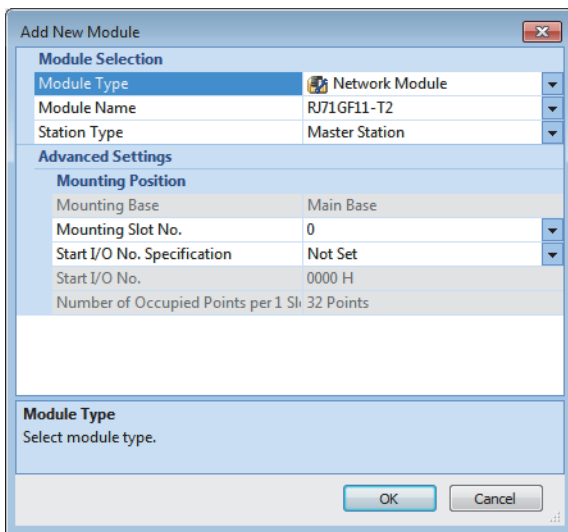 Add New Module
Module Selection
Module Type Network Module
Module Name RJ71GF11-T2
Station Type Master Station
Advanced Settings
Mounting Position
Mounting Base Main Base
Mounting Slot No. 0
Start I/O No. Specification Not Set
Start I/O No. 0000 H
Number of Occupied Points per 1 Sl 32 Points
Module Type
Select module type.
OK Cancel